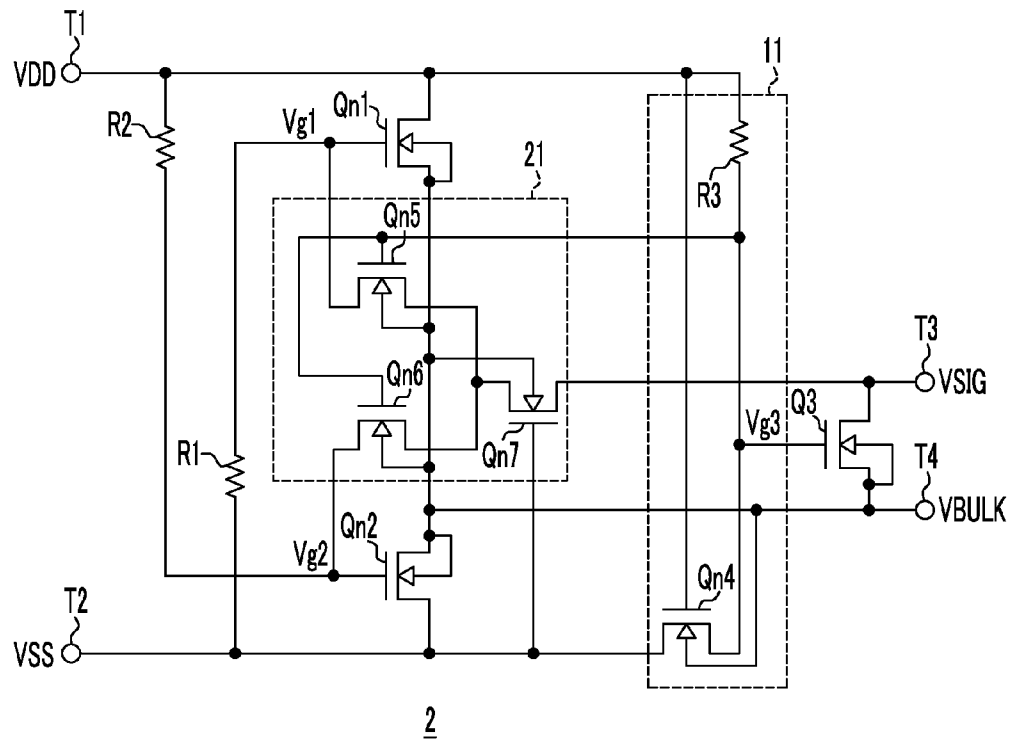 T1
VDD
11
Qn1
R2
Vg1
21
R3
Qn5
T3
VSIG
Qn6
Q3
Vg3
R1
Qn7
T4
VBULK
Qn2
Vg2
Qn4
T2
VSS
2